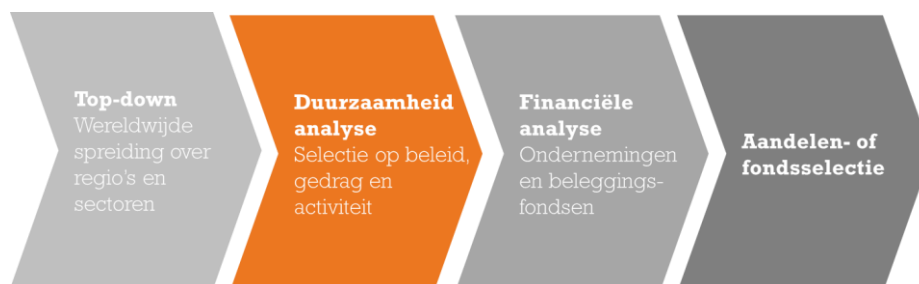 Top-down
Wereldwijde
spreiding over
regio's en
sectoren
Duurzaamheid
analyse
Selectie op beleid,
gedrag en
activiteit
Financiële
analyse
Ondernemingen
en beleggings-
fondsen
Aandelen- of
fondsselectie